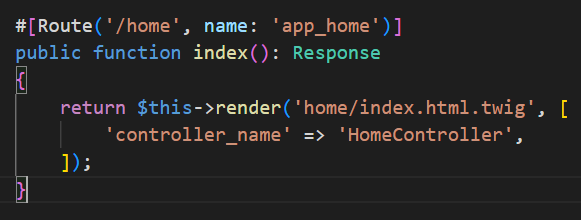 #[Route('/home', name: 'app_home')]
public function index(): Response
{
    return $this->render('home/index.html.twig', [
        'controller_name' => 'HomeController',
    ]);
}